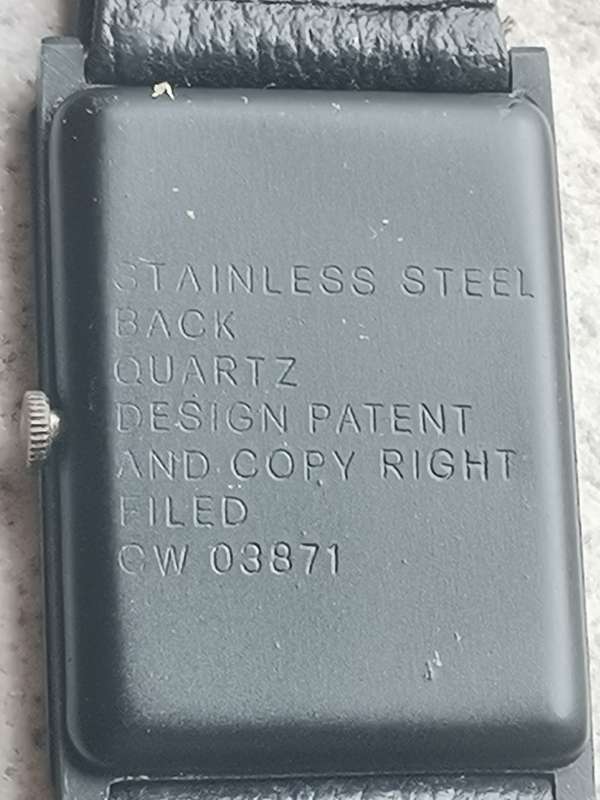 STAINLESS STEEL
BACK
QUARTZ
DESIGN PATENT
AND COPY RIGHT
FILED
CW 03871